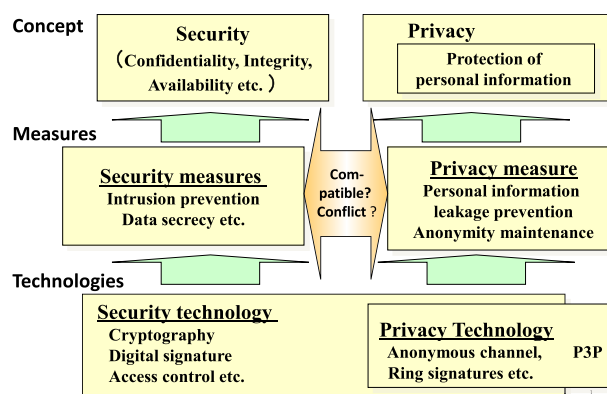 Concept
Security
（Confidentiality, Integrity,
Availability etc. ）
Privacy
Protection of
personal information
Measures
Security measures
Intrusion prevention
Data secrecy etc.
Com-
patible?
Conflict ?
Privacy measure
Personal information
leakage prevention
Anonymity maintenance
Technologies
Security technology
Cryptography
Digital signature
Access control etc.
Privacy Technology
Anonymous channel, P3P
Ring signatures etc.